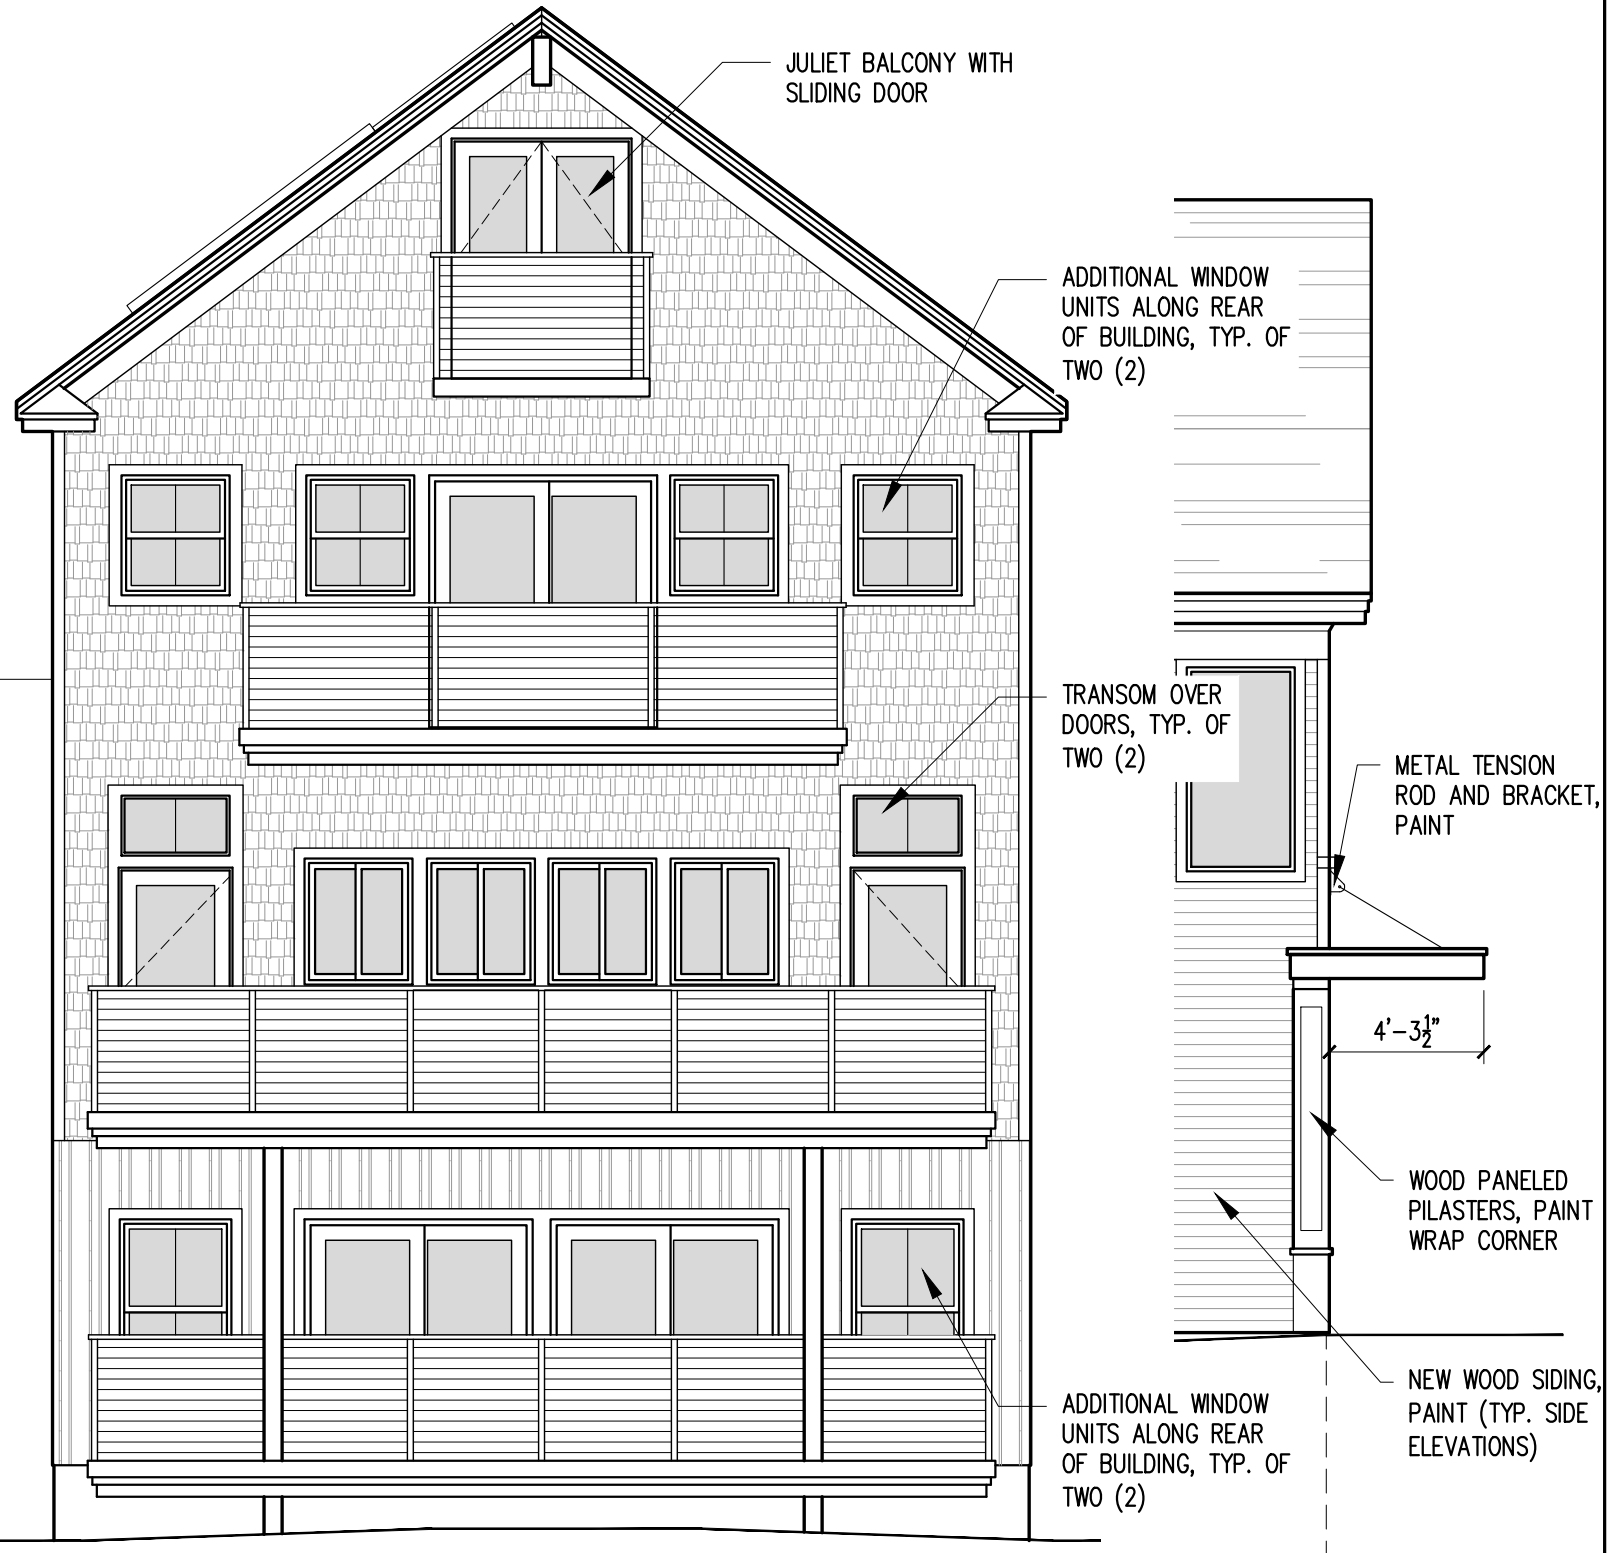 JULIET BALCONY WITH
SLIDING DOOR
ADDITIONAL WINDOW
UNITS ALONG REAR
OF BUILDING, TYP. OF
TWO (2)
TRANSOM OVER
DOORS, TYP. OF
TWO (2)
METAL TENSION
ROD AND BRACKET,
PAINT
4'-3½"
WOOD PANELED
PILASTERS, PAINT
WRAP CORNER
NEW WOOD SIDING,
PAINT (TYP. SIDE
ELEVATIONS)
ADDITIONAL WINDOW
UNITS ALONG REAR
OF BUILDING, TYP. OF
TWO (2)